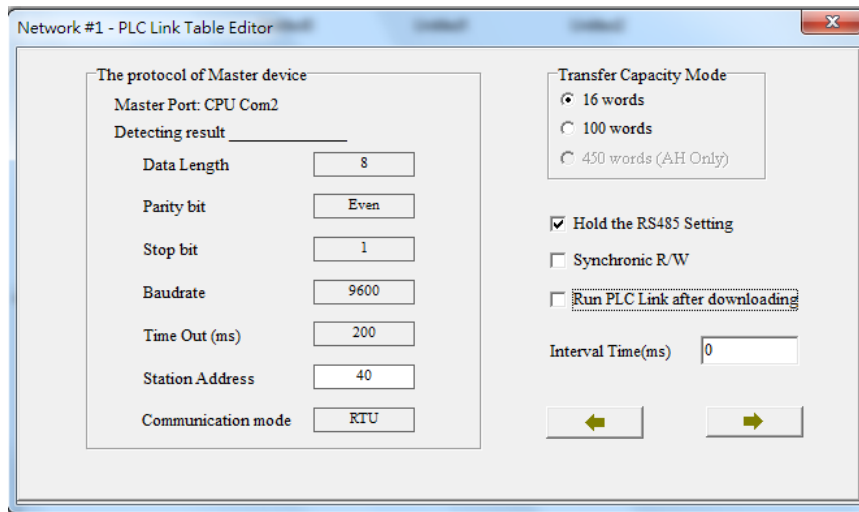 Network #1 - PLC Link Table Editor
The protocol of Master device
Master Port: CPU Com2
Detecting result
Data Length 8
Parity bit Even
Stop bit 1
Baudrate 9600
Time Out (ms) 200
Station Address 40
Communication mode RTU
Transfer Capacity Mode
16 words
100 words
450 words (AH Only)
Hold the RS485 Setting
Synchronic R/W
Run PLC Link after downloading
Interval Time(ms) 0